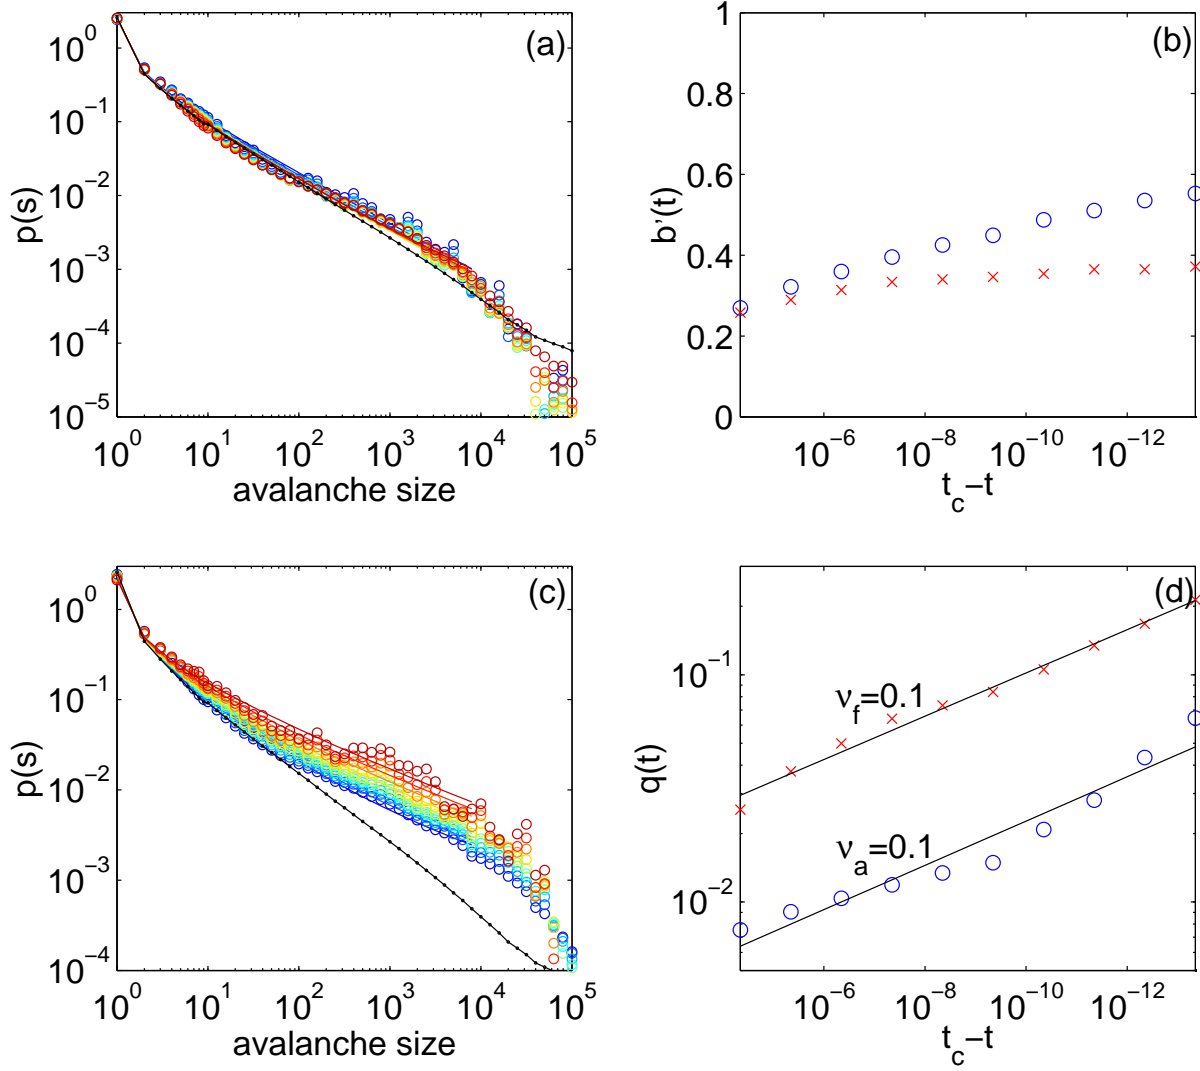 (a)
10^0
10^-1
10^-2
10^-3
10^-4
10^-5
p(s)
10^0 10^1 10^2 10^3 10^4 10^5
avalanche size
(b)
1
0.8
0.6
0.4
0.2
0
b'(t)
10^-6 10^-8 10^-10 10^-12
t_c-t
(c)
10^0
10^-1
10^-2
10^-3
10^-4
p(s)
10^0 10^1 10^2 10^3 10^4 10^5
avalanche size
(d)
10^-1
10^-2
q(t)
ν_f=0.1
ν_a=0.1
10^-6 10^-8 10^-10 10^-12
t_c-t